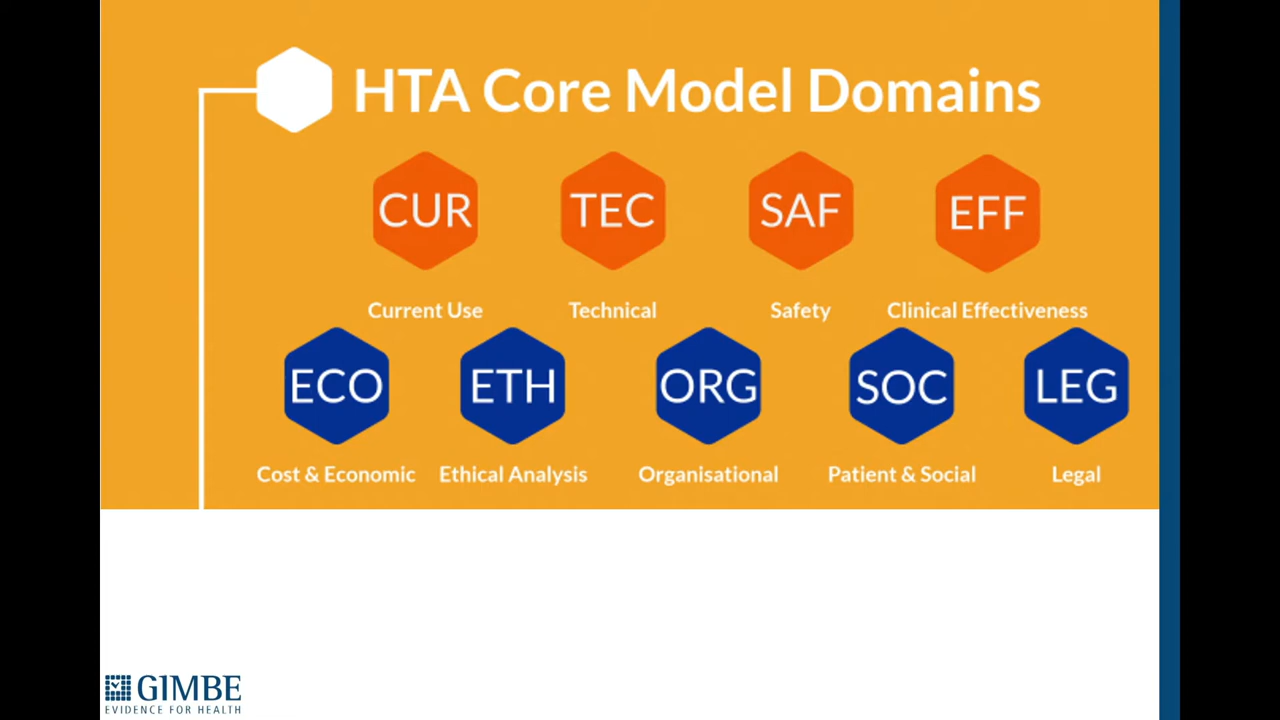 HTA Core Model Domains
CUR TEC SAF EFF
Current Use Technical Safety Clinical Effectiveness
ECO ETH ORG SOC LEG
Cost & Economic Ethical Analysis Organisational Patient & Social Legal
GIMBE
EVIDENCE FOR HEALTH